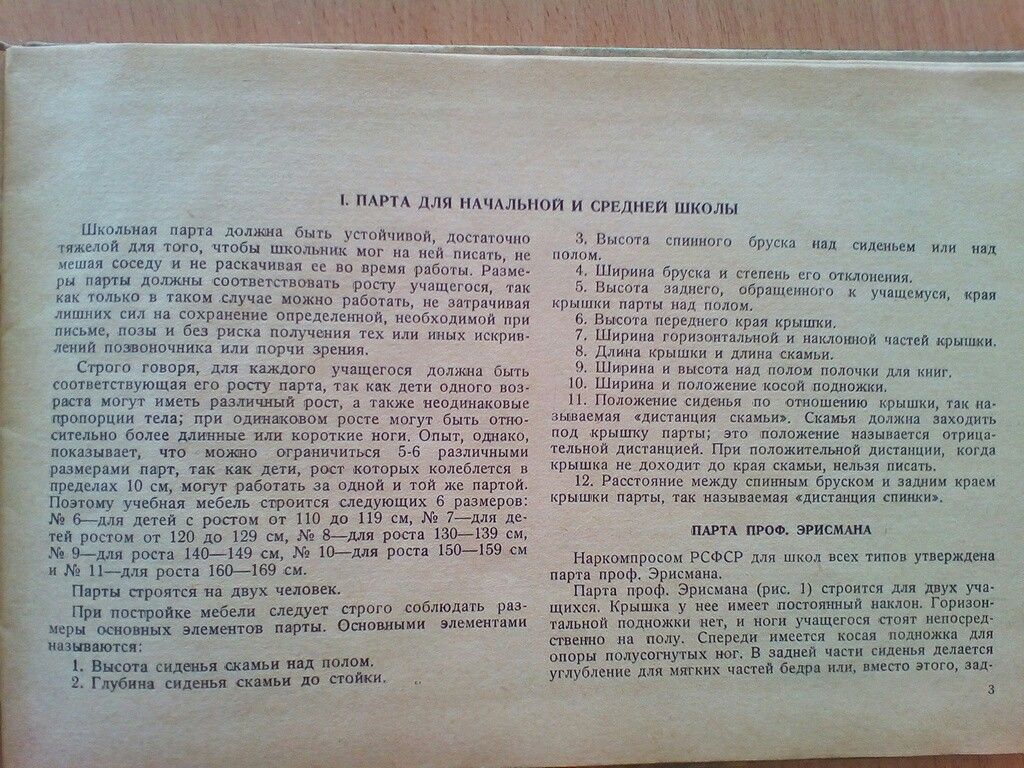 I. ПАРТА ДЛЯ НАЧАЛЬНОЙ И СРЕДНЕЙ ШКОЛЫ
Школьная парта должна быть устойчивой, достаточно
тяжелой для того, чтобы школьник мог на ней писать, не
мешая соседу и не раскачивая ее во время работы. Разме-
ры парты должны соответствовать росту учащегося, так
как только в таком случае можно работать, не затрачивая
лишних сил на сохранение определенной, необходимой при
письме, позы и без риска получения тех или иных искрив-
лений позвоночника или порчи зрения.
Строго говоря, для каждого учащегося должна быть
соответствующая его росту парта, так как дети одного воз-
раста могут иметь различный рост, а также неодинаковые
пропорции тела; при одинаковом росте могут быть отно-
сительно более длинные или короткие ноги. Опыт, однако,
показывает, что можно ограничиться 5-6 различными
размерами парт, так как дети, рост которых колеблется в
пределах 10 см, могут работать за одной и той же партой.
Поэтому учебная мебель строится следующих 6 размеров:
№ 6—для детей с ростом от 110 до 119 см, № 7—для де-
тей ростом от 120 до 129 см, № 8—для роста 130—139 см,
№ 9—для роста 140—149 см, № 10—для роста 150—159 см
и № 11—для роста 160—169 см.
Парты строятся на двух человек.
При постройке мебели следует строго соблюдать раз-
меры основных элементов парты. Основными элементами
называются:
1. Высота сиденья скамьи над полом.
2. Глубина сиденья скамьи до стойки.
3. Высота спинного бруска над сиденьем или над
полом.
4. Ширина бруска и степень его отклонения.
5. Высота заднего, обращенного к учащемуся, края
крышки парты над полом.
6. Высота переднего края крышки.
7. Ширина горизонтальной и наклонной частей крышки.
8. Длина крышки и длина скамьи.
9. Ширина и высота над полом полочки для книг.
10. Ширина и положение косой подножки.
11. Положение сиденья по отношению крышки, так на-
зываемая «дистанция скамьи». Скамья должна заходить
под крышку парты; это положение называется отрица-
тельной дистанцией. При положительной дистанции, когда
крышка не доходит до края скамьи, нельзя писать.
12. Расстояние между спинным бруском и задним краем
крышки парты, так называемая «дистанция спинки».
ПАРТА ПРОФ. ЭРИСМАНА
Наркомпросом РСФСР для школ всех типов утверждена
парта проф. Эрисмана.
Парта проф. Эрисмана (рис. 1) строится для двух уча-
щихся. Крышка у нее имеет постоянный наклон. Горизон-
тальной подножки нет, и ноги учащегося стоят непосред-
ственно на полу. Спереди имеется косая подножка для
опоры полусогнутых ног. В задней части сиденья делается
углубление для мягких частей бедра или, вместо этого, зад-
3